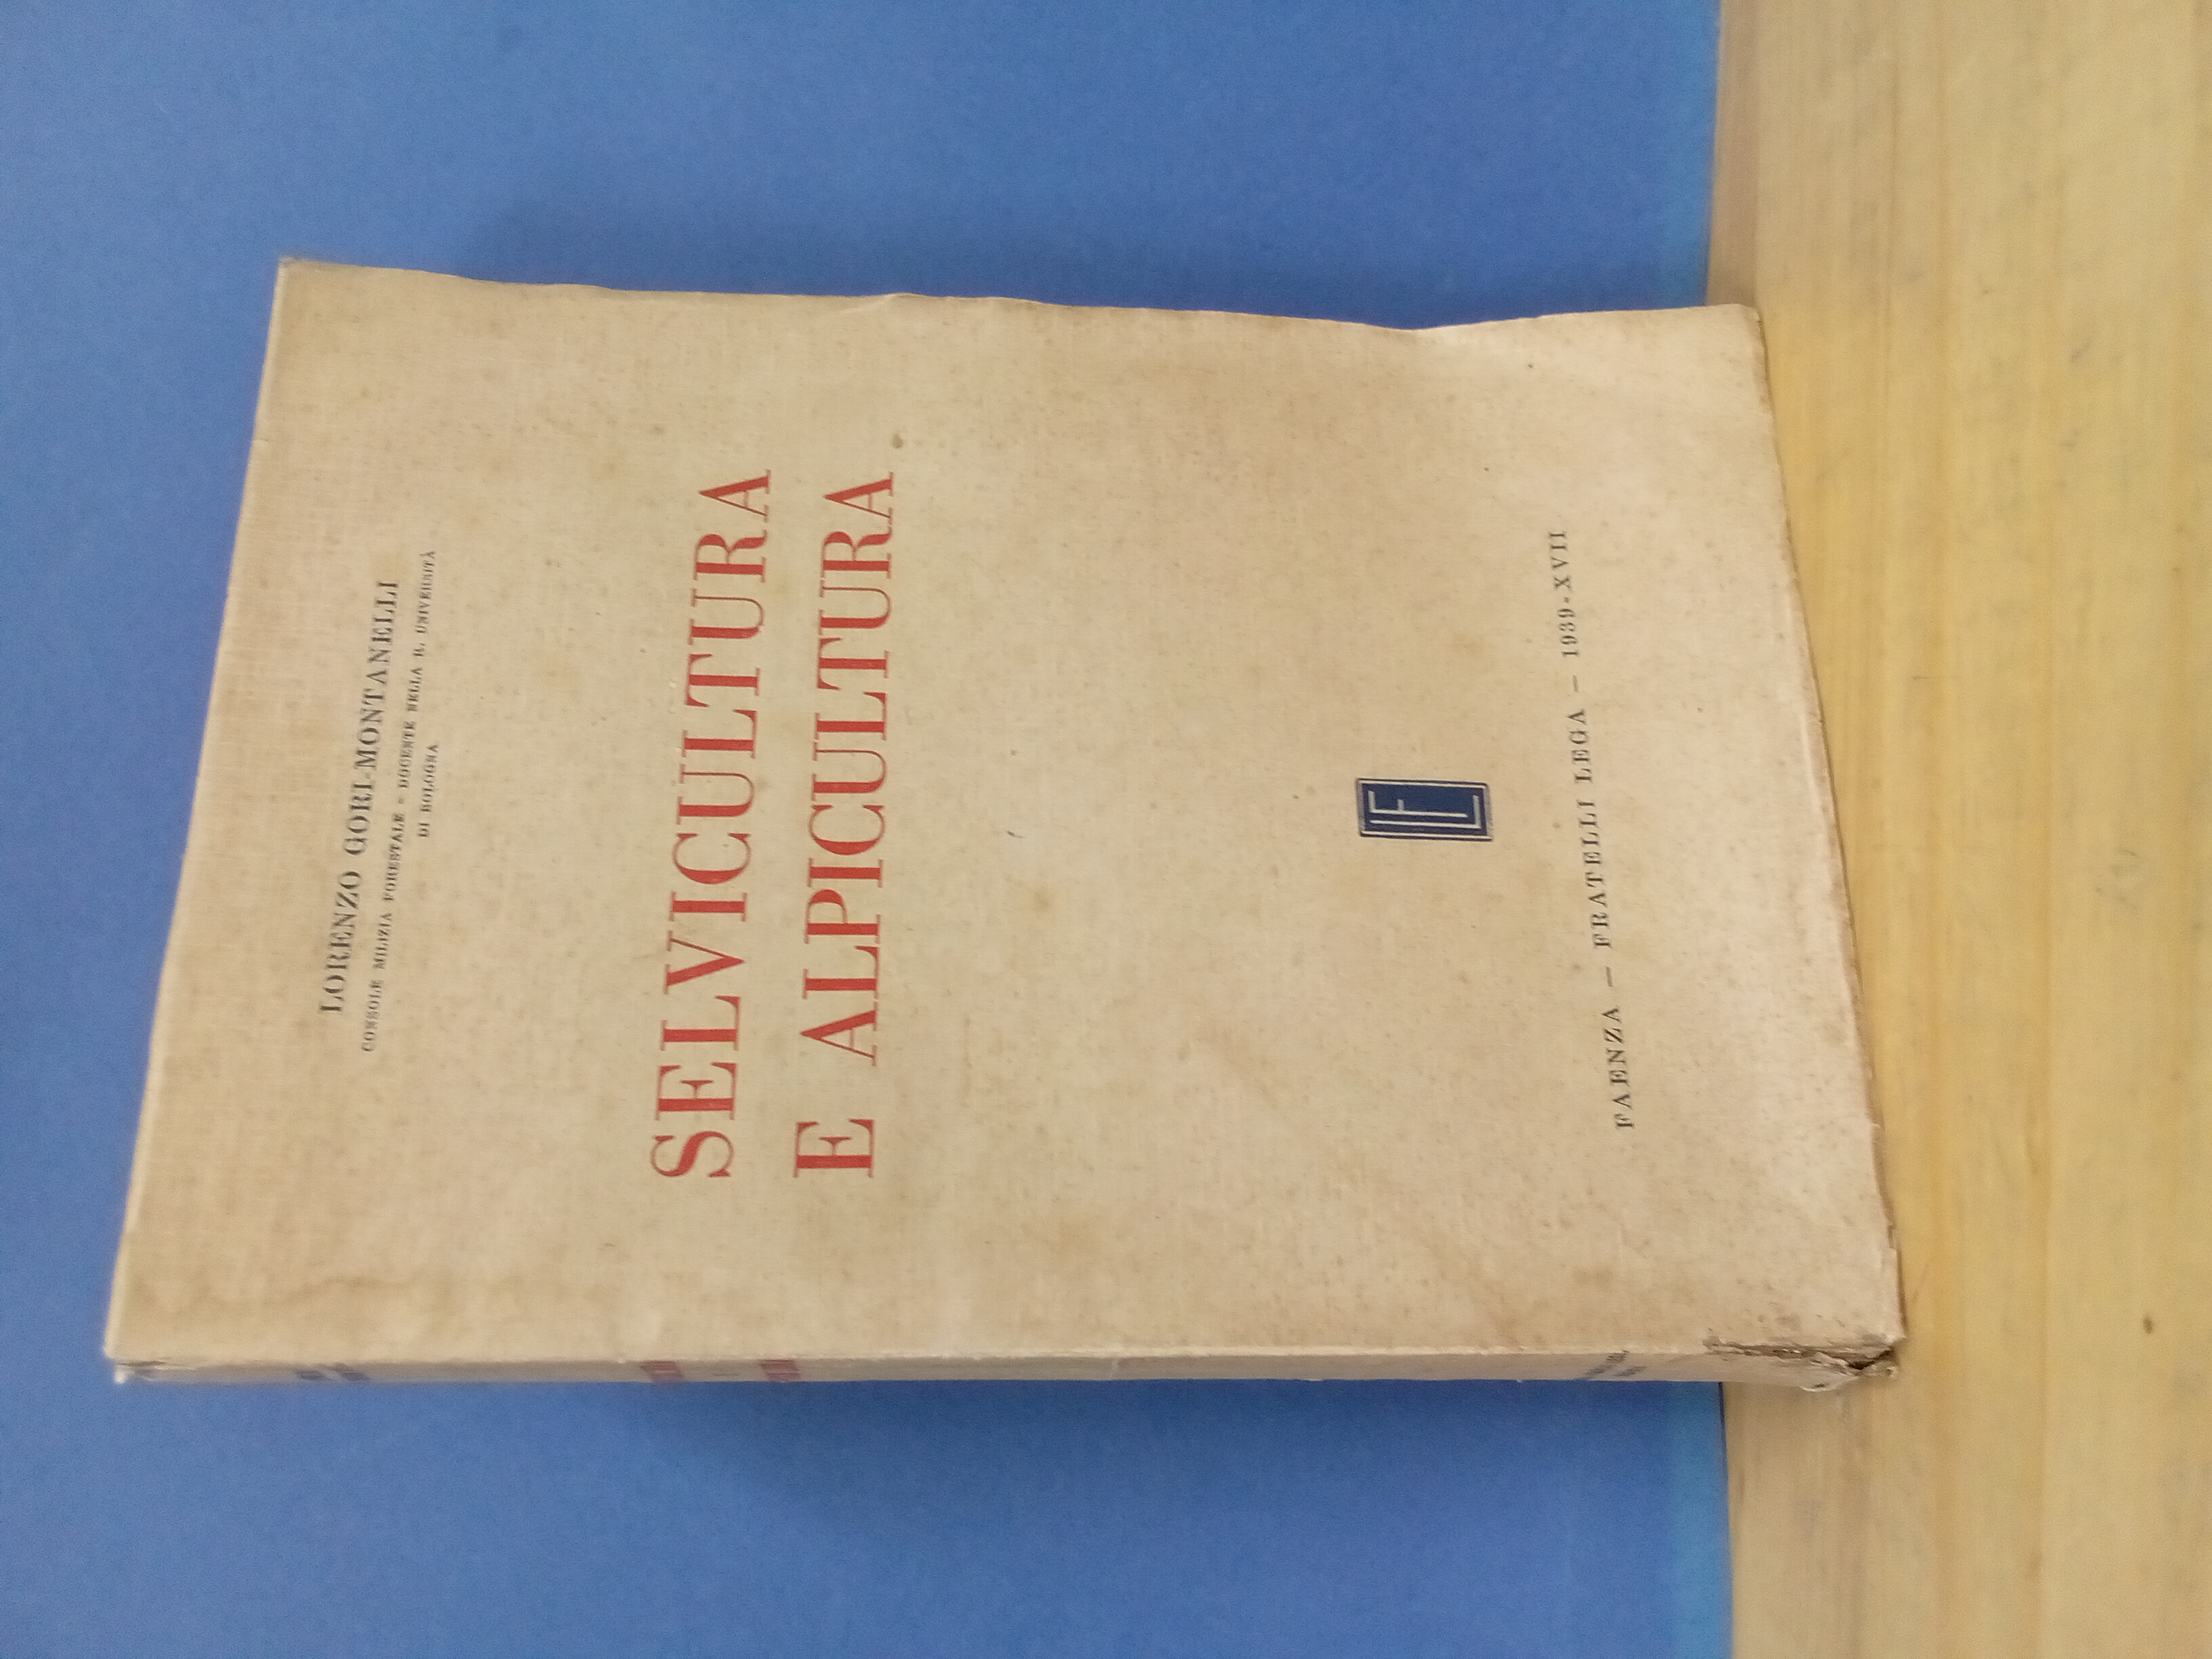 LORENZO GORI-MONTANELLI
CONSOLE MILIZIA FORESTALE - DOCENTE NELLA R. UNIVERSITÀ
DI BOLOGNA
SELVICULTURA
E ALPICULTURA
FAENZA — FRATELLI LEGA — 1939-XVII